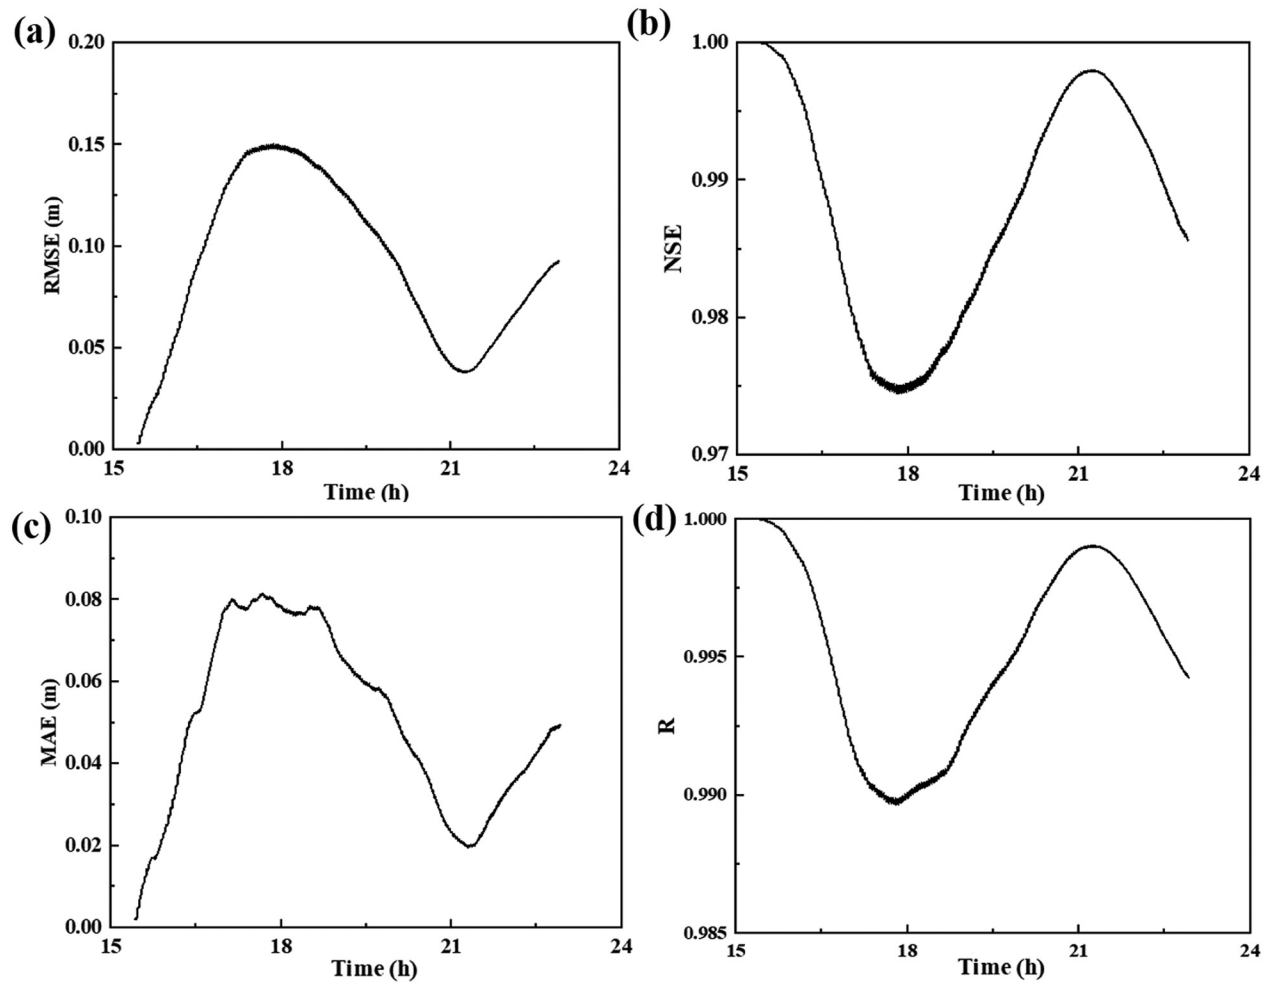 (a)
0.20
0.15
0.10
0.05
0.00
RMSE (m)
15 18 21 24
Time (h)
(b)
1.00
0.99
0.98
0.97
NSE
15 18 21 24
Time (h)
(c)
0.10
0.08
0.06
0.04
0.02
0.00
MAE (m)
15 18 21 24
Time (h)
(d)
1.000
0.995
0.990
0.985
R
15 18 21 24
Time (h)